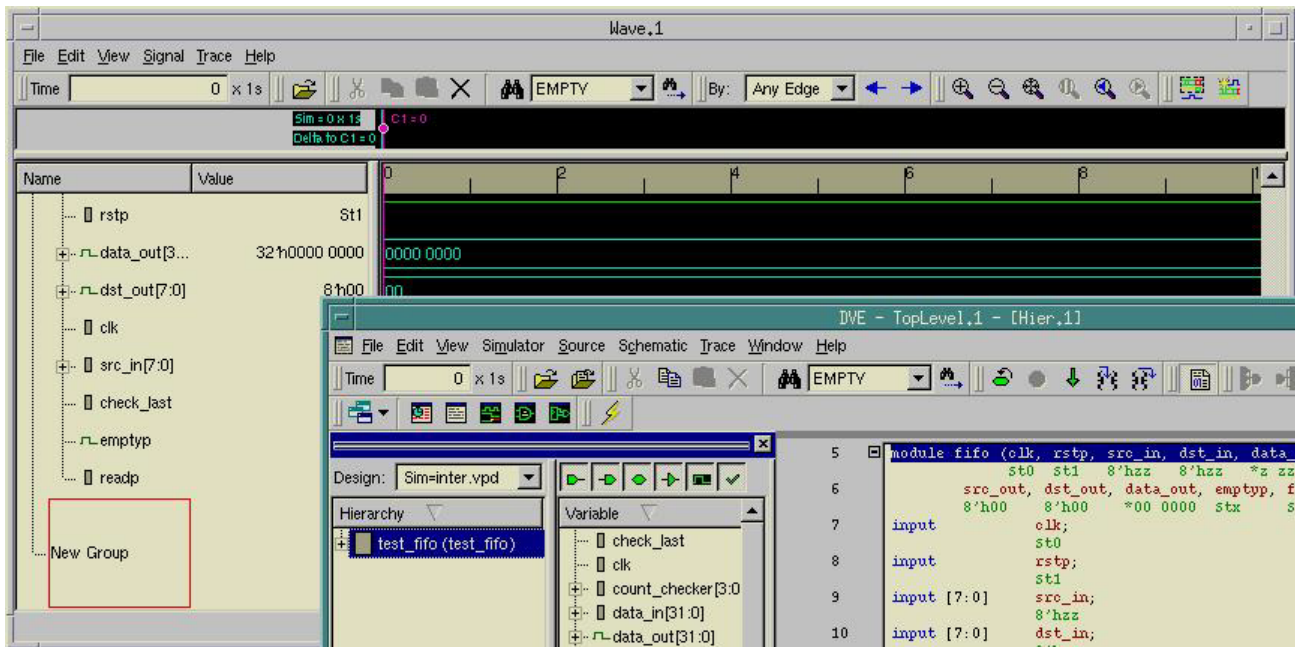 Wave.1
File Edit View Signal Trace Help
Time 0 x 1s EMPTY By: Any Edge
Sim = 0 x 1s C1 = 0
Delta to C1 = 0
Name Value 0 2 4 6 8 1
rstp St1
data_out[3... 32'h0000 0000 0000 0000
dst_out[7:0] 8'h00 00
clk
src_in[7:0]
check_last
emptyp
readp
New Group
DVE - TopLevel.1 - [Hier.1]
File Edit View Simulator Source Schematic Trace Window Help
Time 0 x 1s EMPTY
Design: Sim=inter.vpd
Hierarchy
test_fifo (test_fifo)
Variable
check_last
clk
count_checker[3:0
data_in[31:0]
data_out[31:0]
5 module fifo (clk, rstp, src_in, dst_in, data_
st0 st1 8'hzz 8'hzz *z zz
6 src_out, dst_out, data_out, emptyp, f
8'h00 8'h00 *00 0000 stx s
7 input clk;
st0
8 input rstp;
st1
9 input [7:0] src_in;
8'hzz
10 input [7:0] dst_in;